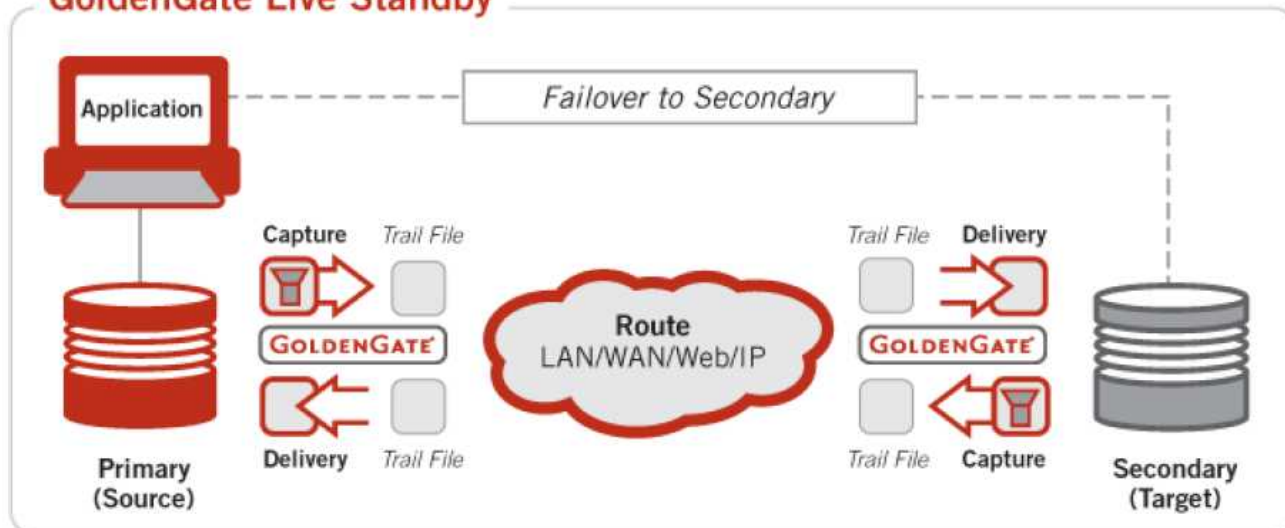 GoldenGate Live Standby
Application
Failover to Secondary
Capture
Trail File
Trail File
Delivery
GOLDENGATE
Route
LAN/WAN/Web/IP
GOLDENGATE
Delivery
Trail File
Trail File
Capture
Primary
(Source)
Secondary
(Target)